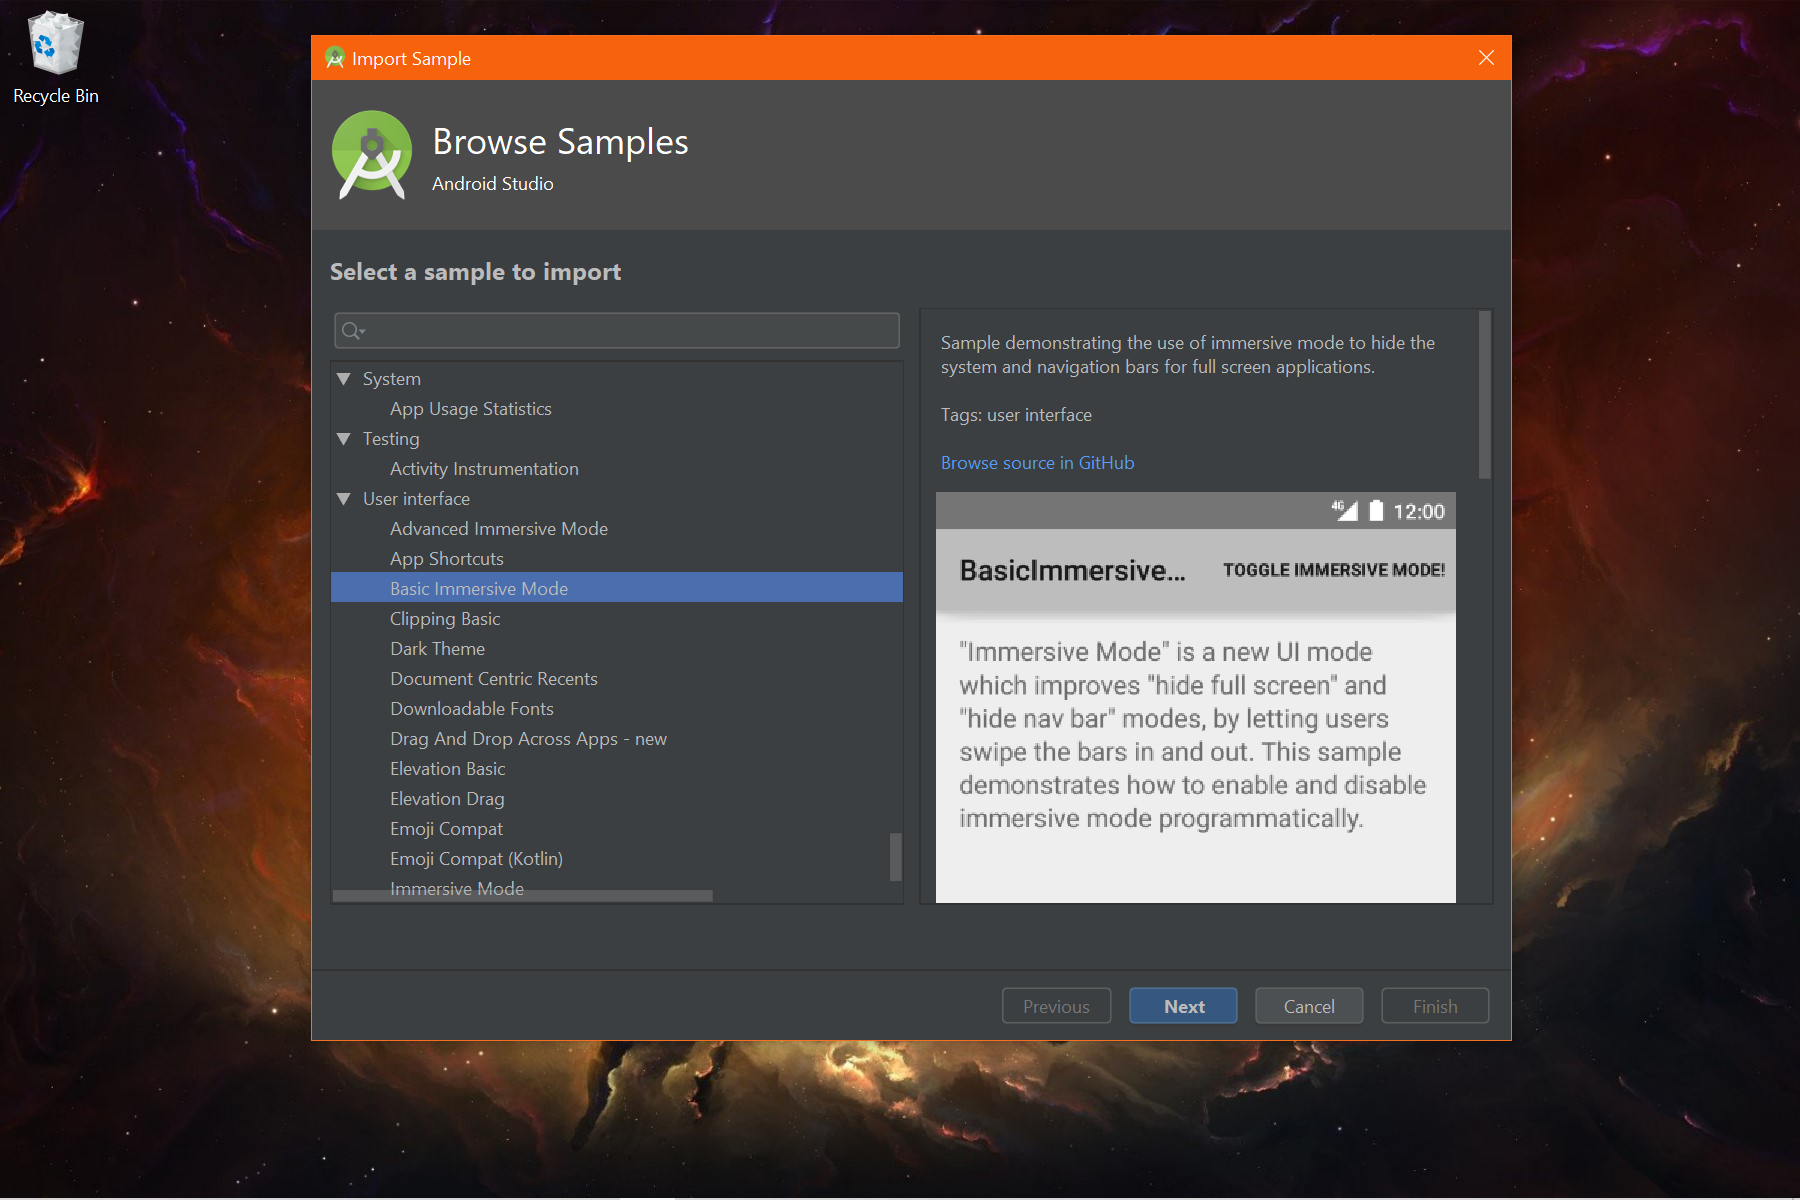 Recycle Bin
Import Sample
Browse Samples
Android Studio
Select a sample to import
System
App Usage Statistics
Testing
Activity Instrumentation
User interface
Advanced Immersive Mode
App Shortcuts
Basic Immersive Mode
Clipping Basic
Dark Theme
Document Centric Recents
Downloadable Fonts
Drag And Drop Across Apps - new
Elevation Basic
Elevation Drag
Emoji Compat
Emoji Compat (Kotlin)
Immersive Mode
Sample demonstrating the use of immersive mode to hide the
system and navigation bars for full screen applications.
Tags: user interface
Browse source in GitHub
4G 12:00
BasicImmersive... TOGGLE IMMERSIVE MODE!
"Immersive Mode" is a new UI mode
which improves "hide full screen" and
"hide nav bar" modes, by letting users
swipe the bars in and out. This sample
demonstrates how to enable and disable
immersive mode programmatically.
Previous Next Cancel Finish